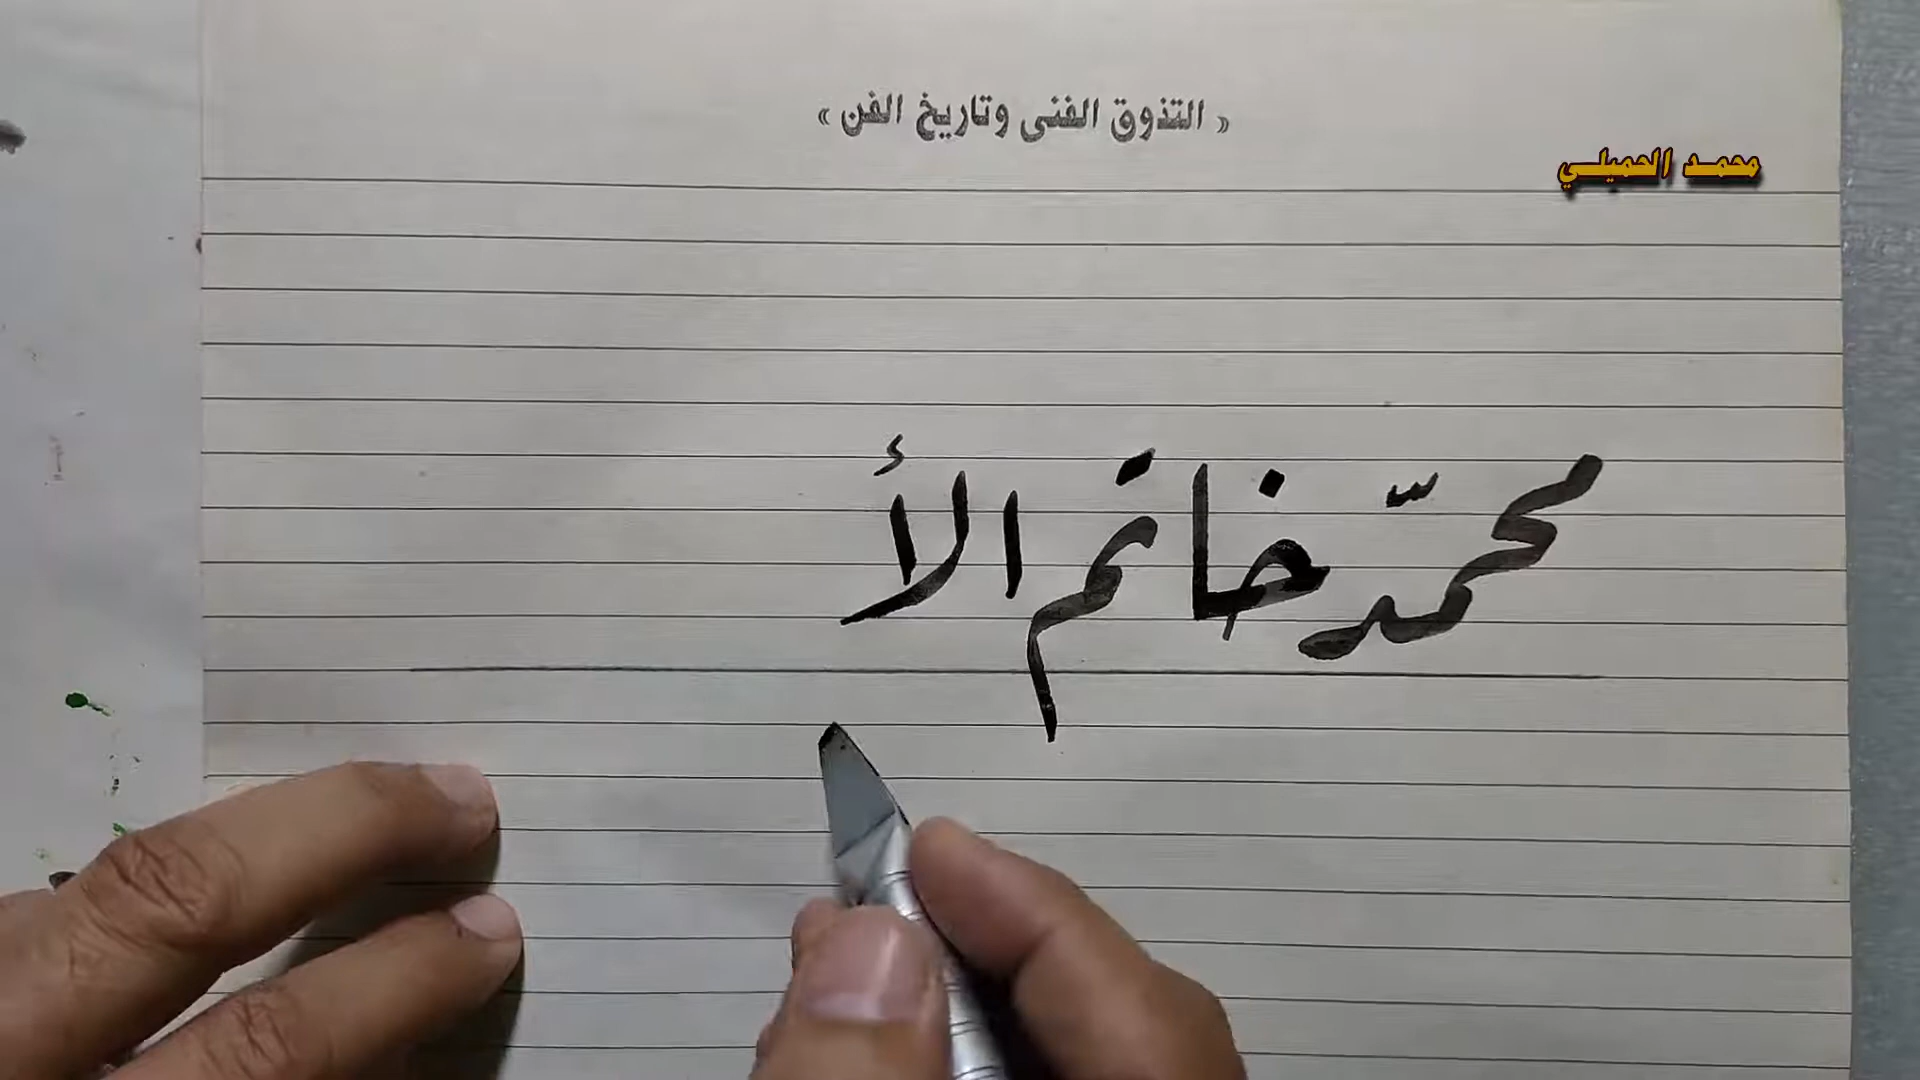 « التذوق الفنى وتاريخ الفن »
محمد الحميلي
محمّد خاتم الأ